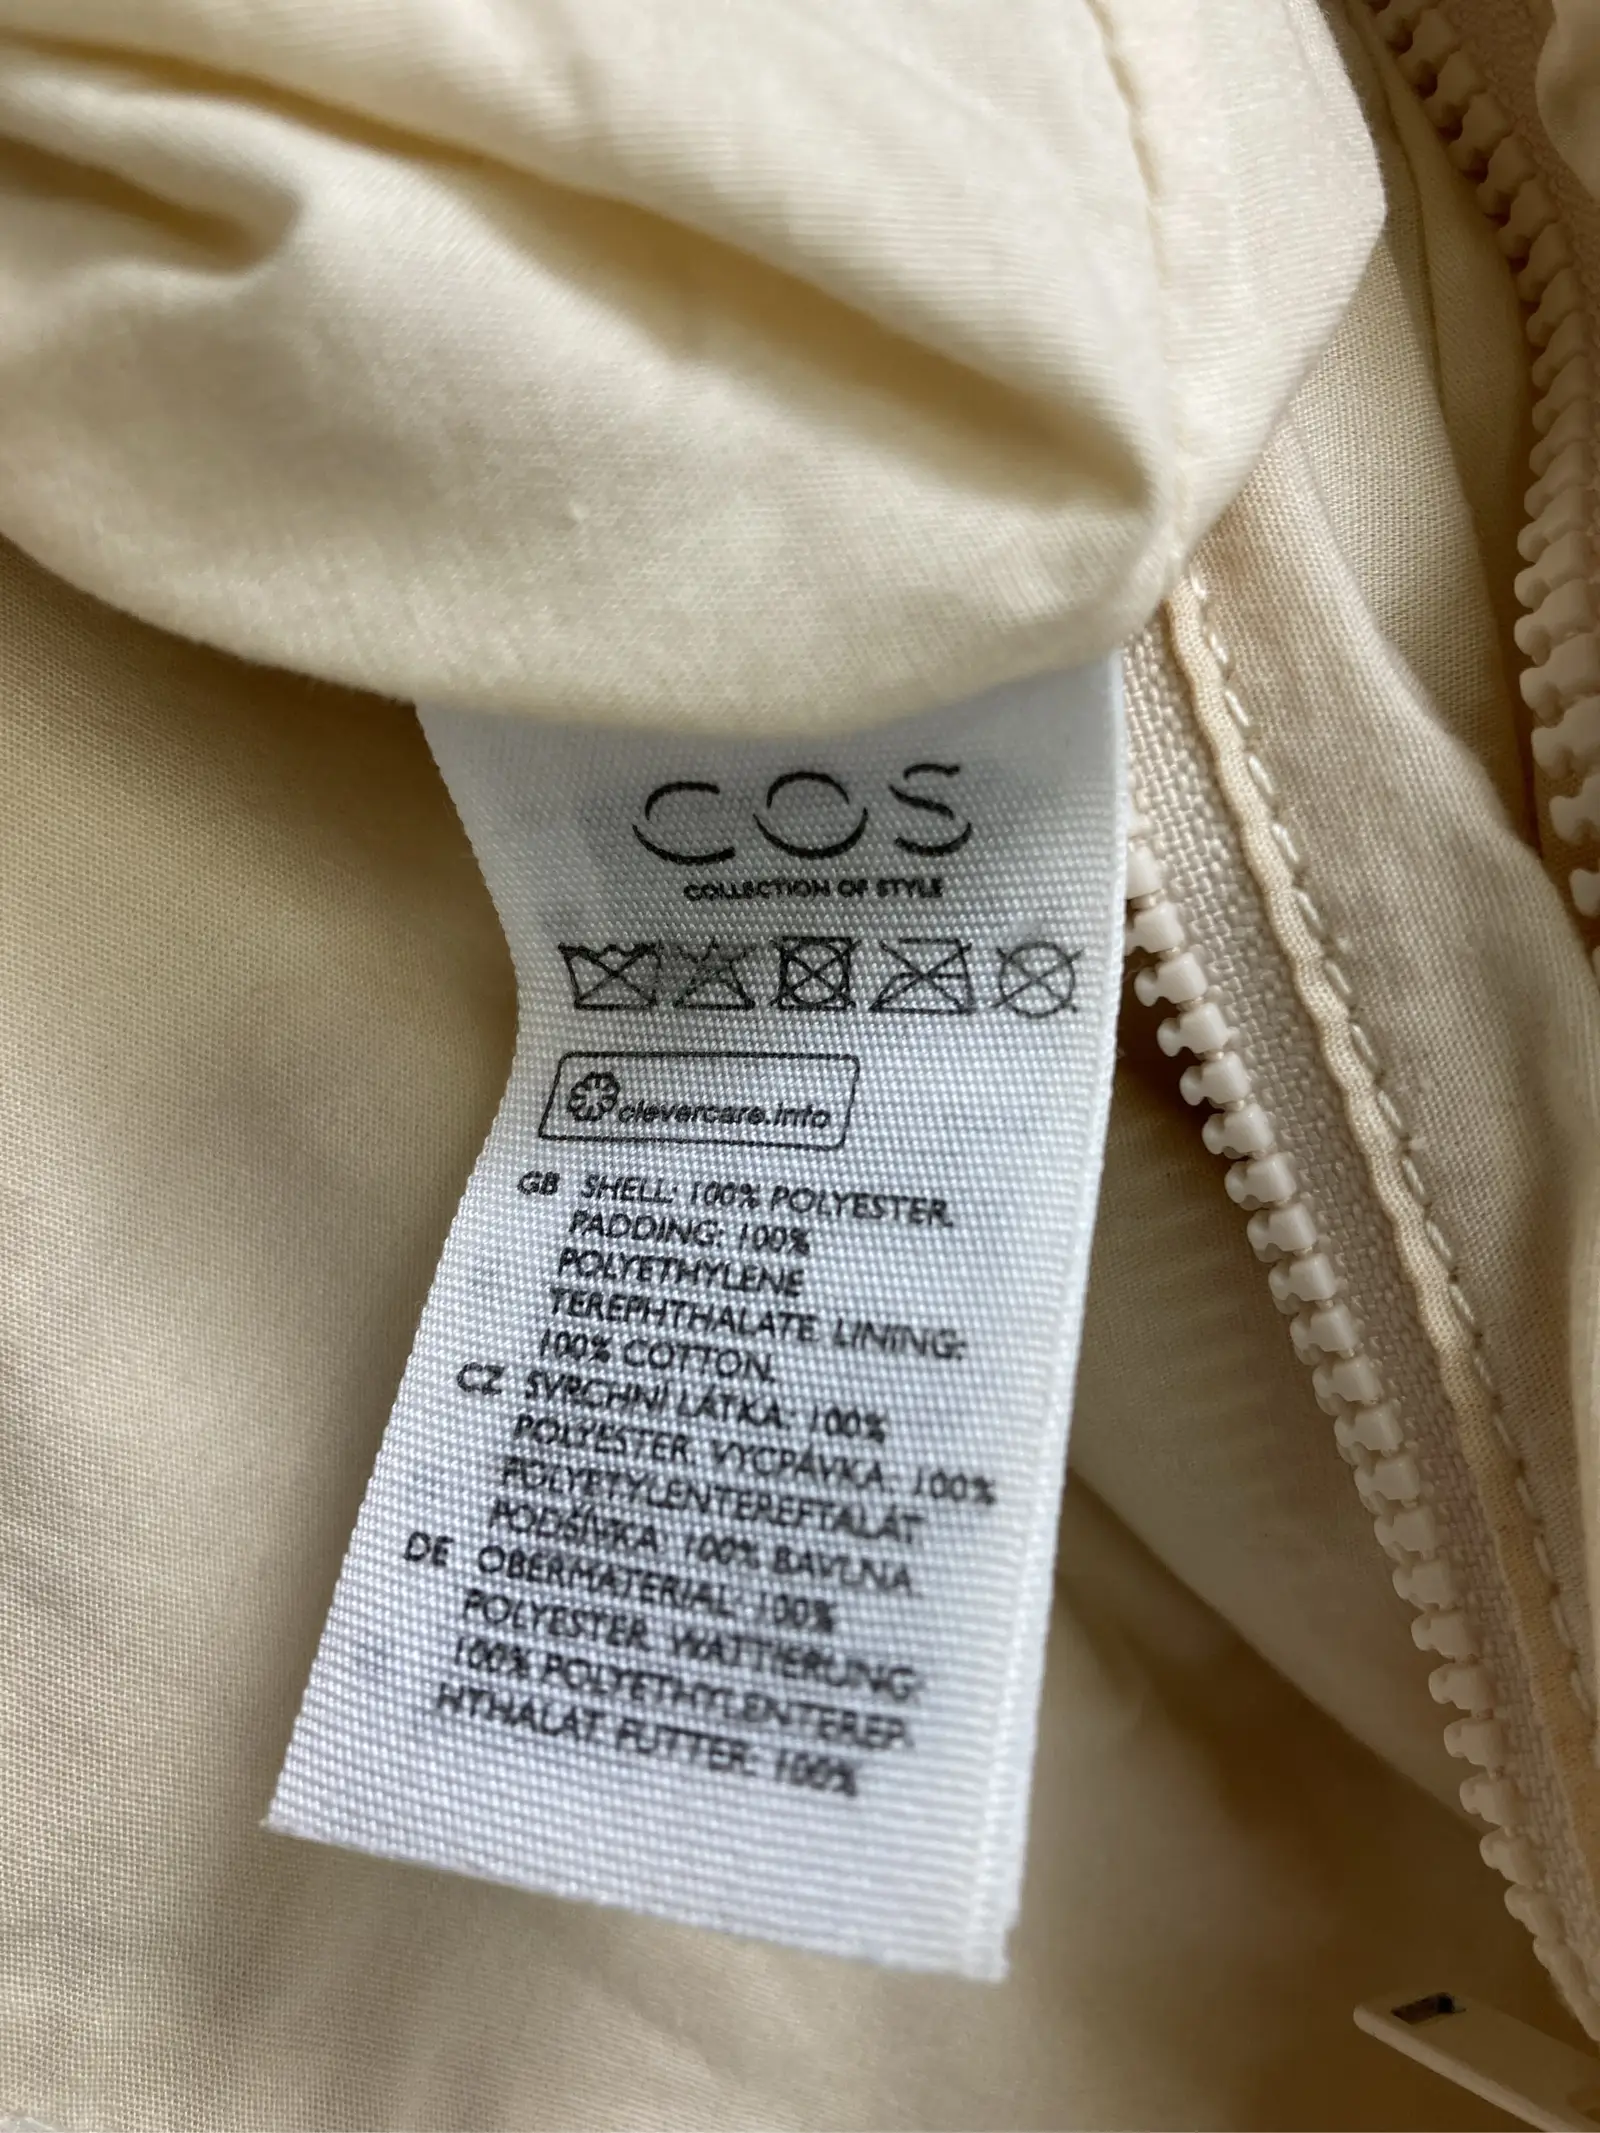 COS
COLLECTION OF STYLE
clevercare.info
GB SHELL: 100% POLYESTER.
PADDING: 100%
POLYETHYLENE
TEREPHTHALATE LINING:
100% COTTON.
CZ SVRCHNÍ LÁTKA: 100%
POLYESTER. VYCPÁVKA: 100%
POLYETYLENTEREFTALÁT
PODŠÍVKA: 100% BAVLNA.
DE OBERMATERIAL: 100%
POLYESTER. WATTIERUNG:
100% POLYETHYLENTEREP.
HTHALAT. FUTTER: 100%